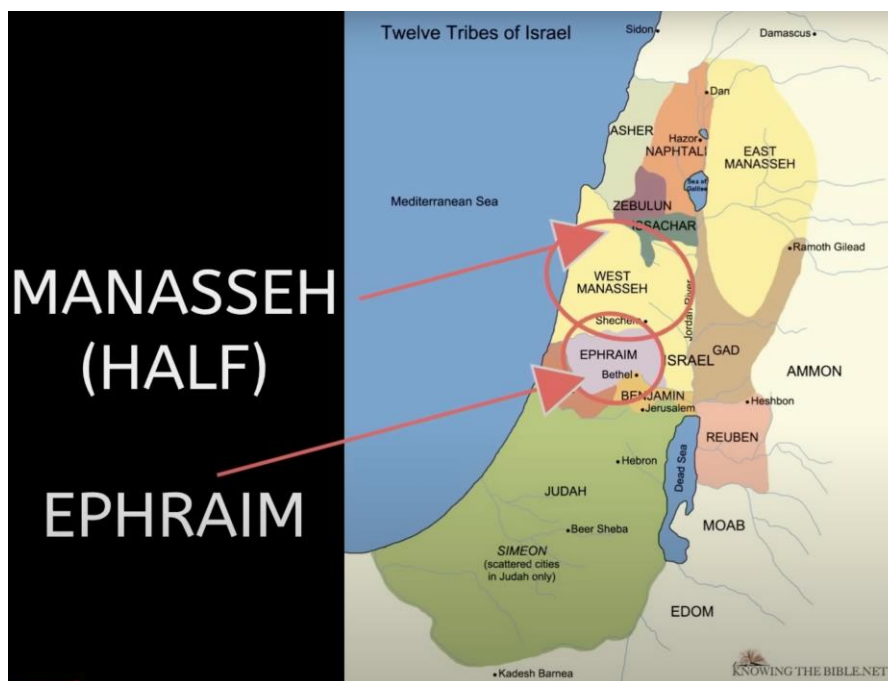 MANASSEH
(HALF)
EPHRAIM
Twelve Tribes of Israel
Sidon
Damascus
Dan
ASHER
Hazor
NAPHTALI
EAST
MANASSEH
Sea of
Galilee
Mediterranean Sea
ZEBULUN
ISSACHAR
Ramoth Gilead
WEST
MANASSEH
Jordan River
Shechem
EPHRAIM
ISRAEL
GAD
Bethel
AMMON
BENJAMIN
Jerusalem
Heshbon
REUBEN
Hebron
Dead Sea
JUDAH
Beer Sheba
MOAB
SIMEON
(scattered cities
in Judah only)
EDOM
Kadesh Barnea
KNOWING THE BIBLE.NET